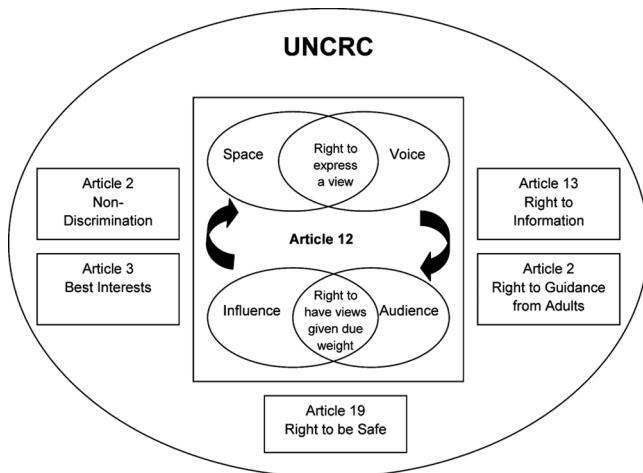 UNCRC
Space
Right to
express
a view
Voice
Article 2
Non-
Discrimination
Article 13
Right to
Information
Article 12
Article 3
Best Interests
Article 2
Right to Guidance
from Adults
Influence
Right to
have views
given due
weight
Audience
Article 19
Right to be Safe